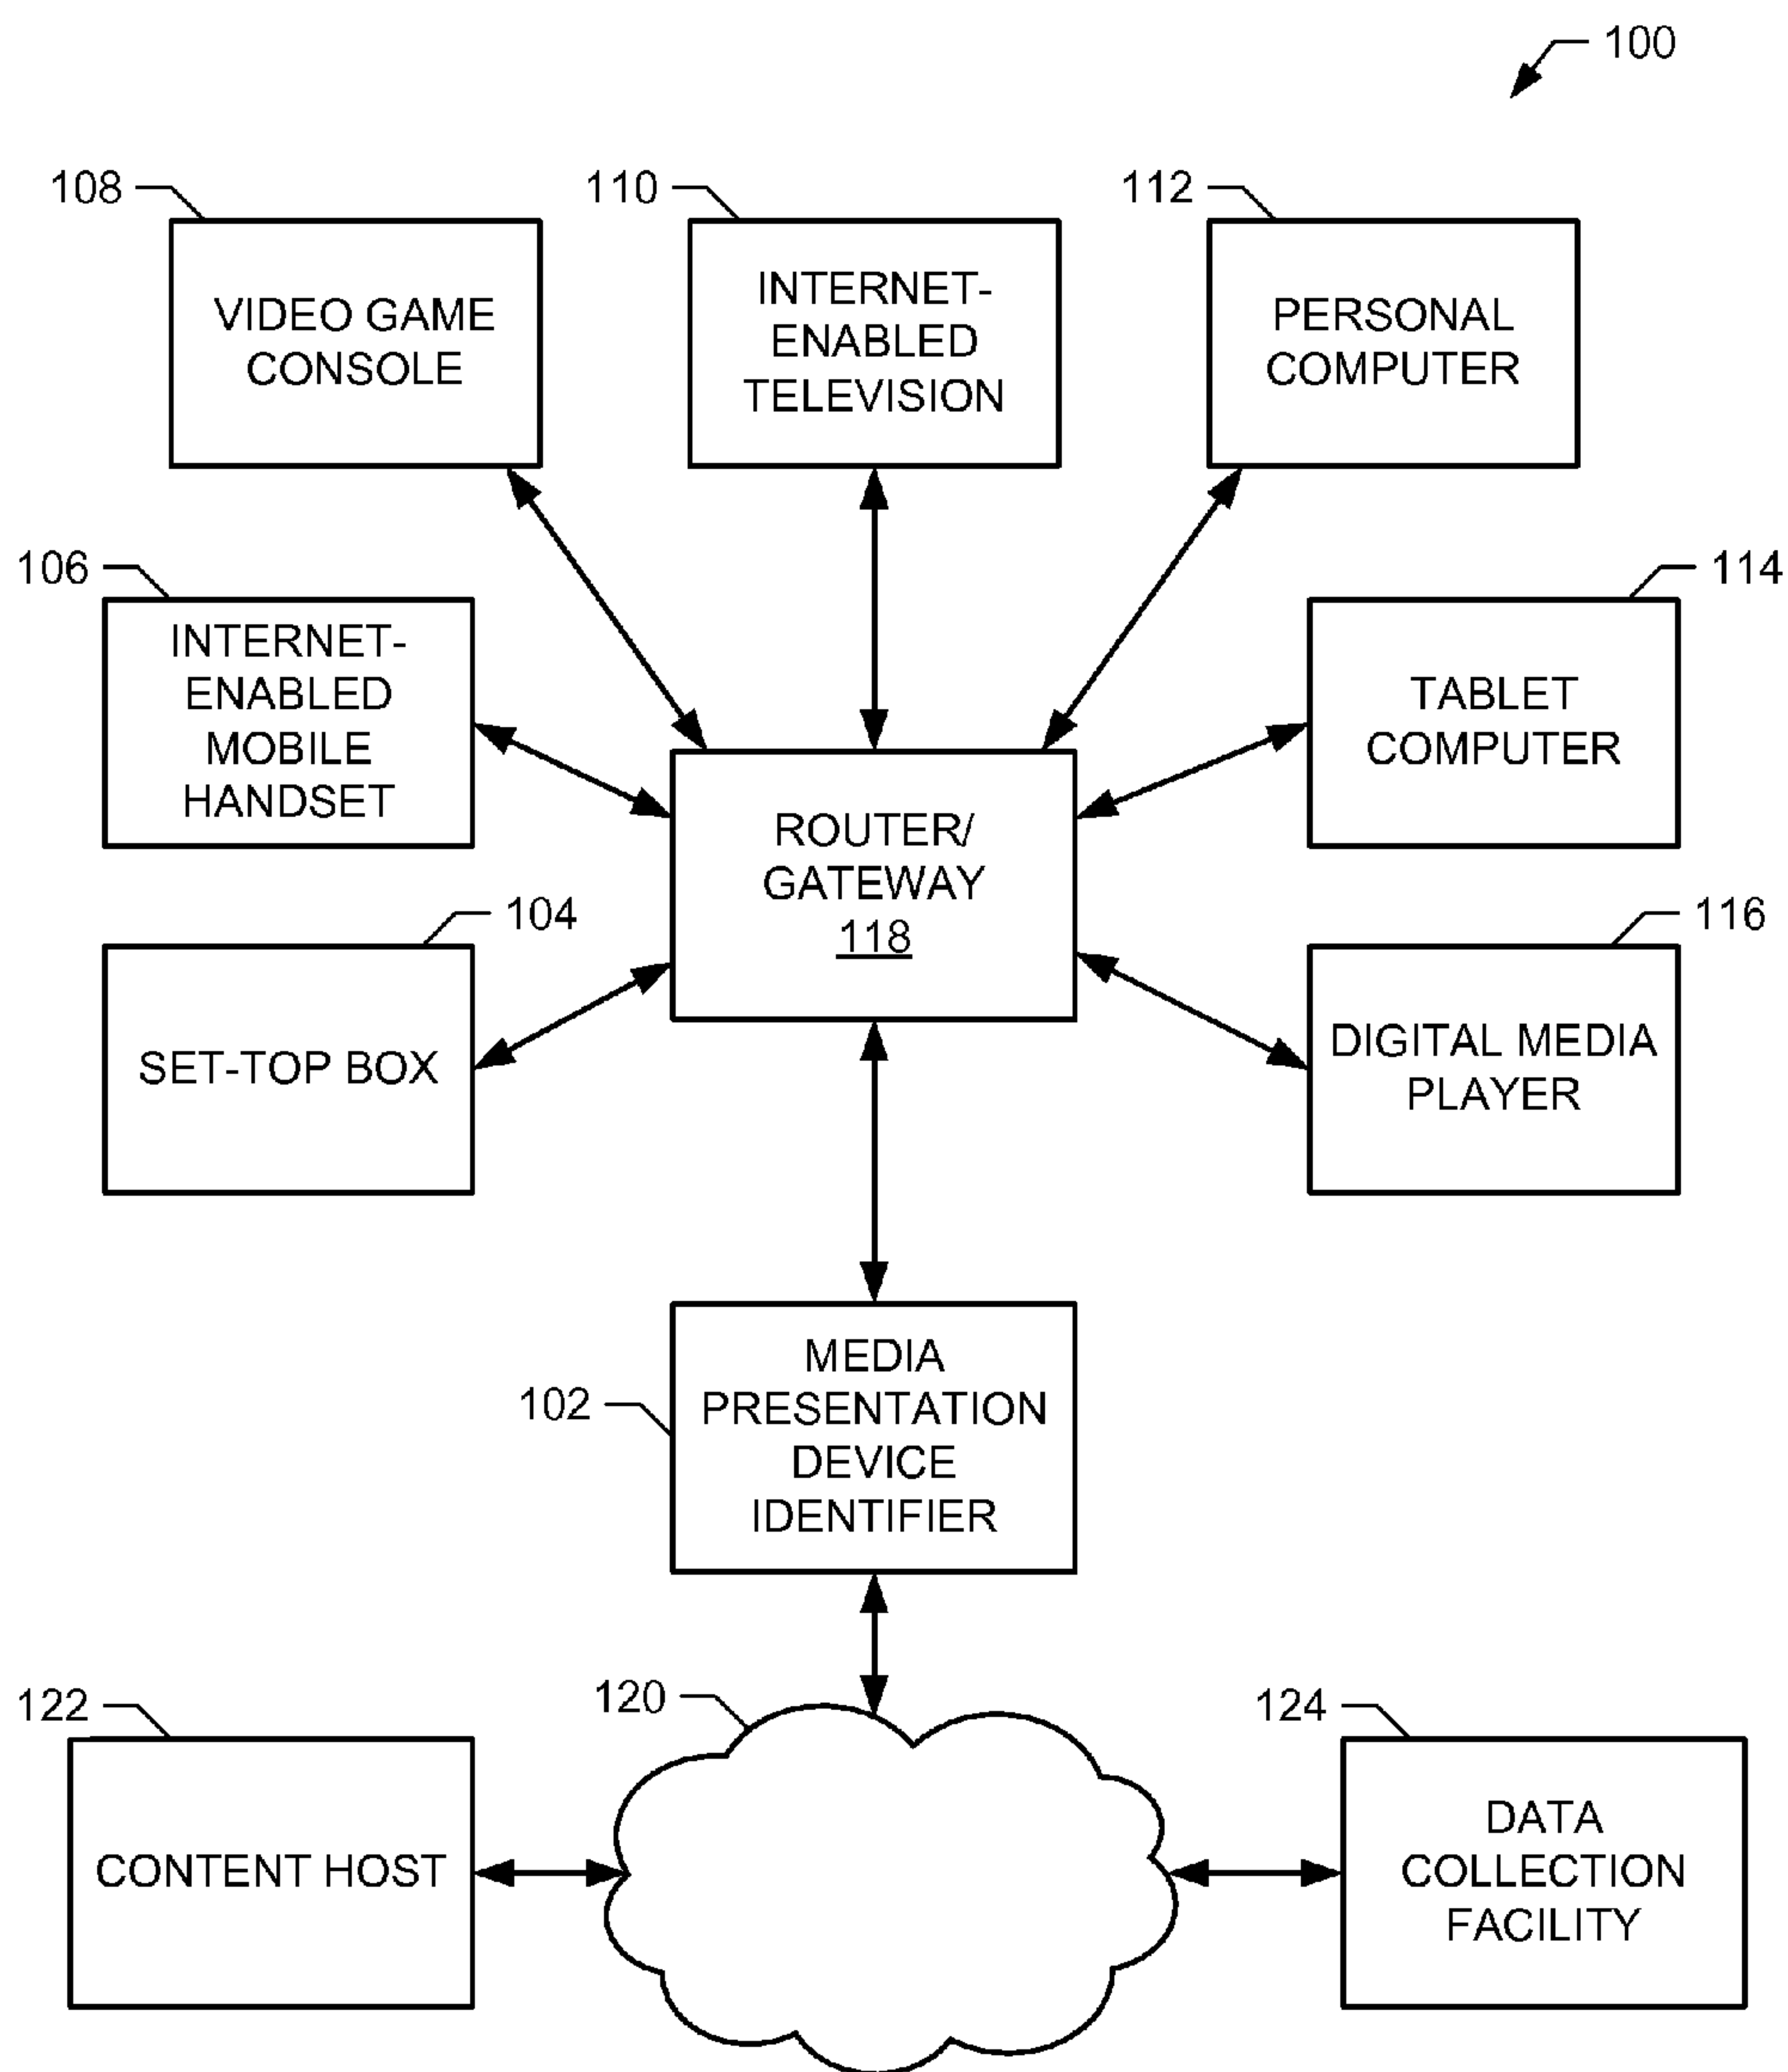 100
108
110
112
VIDEO GAME
CONSOLE
INTERNET-
ENABLED
TELEVISION
PERSONAL
COMPUTER
106
114
INTERNET-
ENABLED
MOBILE
HANDSET
TABLET
COMPUTER
ROUTER/
GATEWAY
118
104
116
SET-TOP BOX
DIGITAL MEDIA
PLAYER
102
MEDIA
PRESENTATION
DEVICE
IDENTIFIER
122
120
124
CONTENT HOST
DATA
COLLECTION
FACILITY